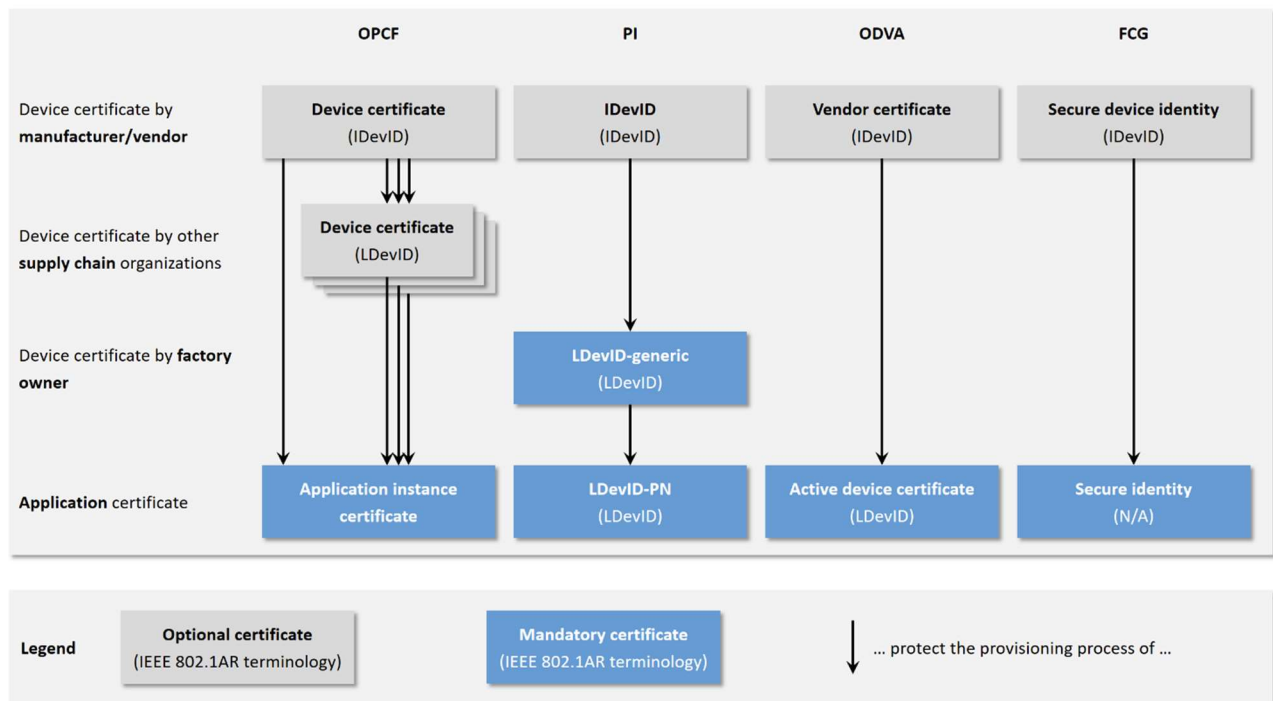 OPCF
PI
ODVA
FCG
Device certificate by
manufacturer/vendor
Device certificate
(IDevID)
IDevID
(IDevID)
Vendor certificate
(IDevID)
Secure device identity
(IDevID)
Device certificate by other
supply chain organizations
Device certificate
(LDevID)
Device certificate by factory
owner
LDevID-generic
(LDevID)
Application certificate
Application instance
certificate
LDevID-PN
(LDevID)
Active device certificate
(LDevID)
Secure identity
(N/A)
Legend
Optional certificate
(IEEE 802.1AR terminology)
Mandatory certificate
(IEEE 802.1AR terminology)
... protect the provisioning process of ...